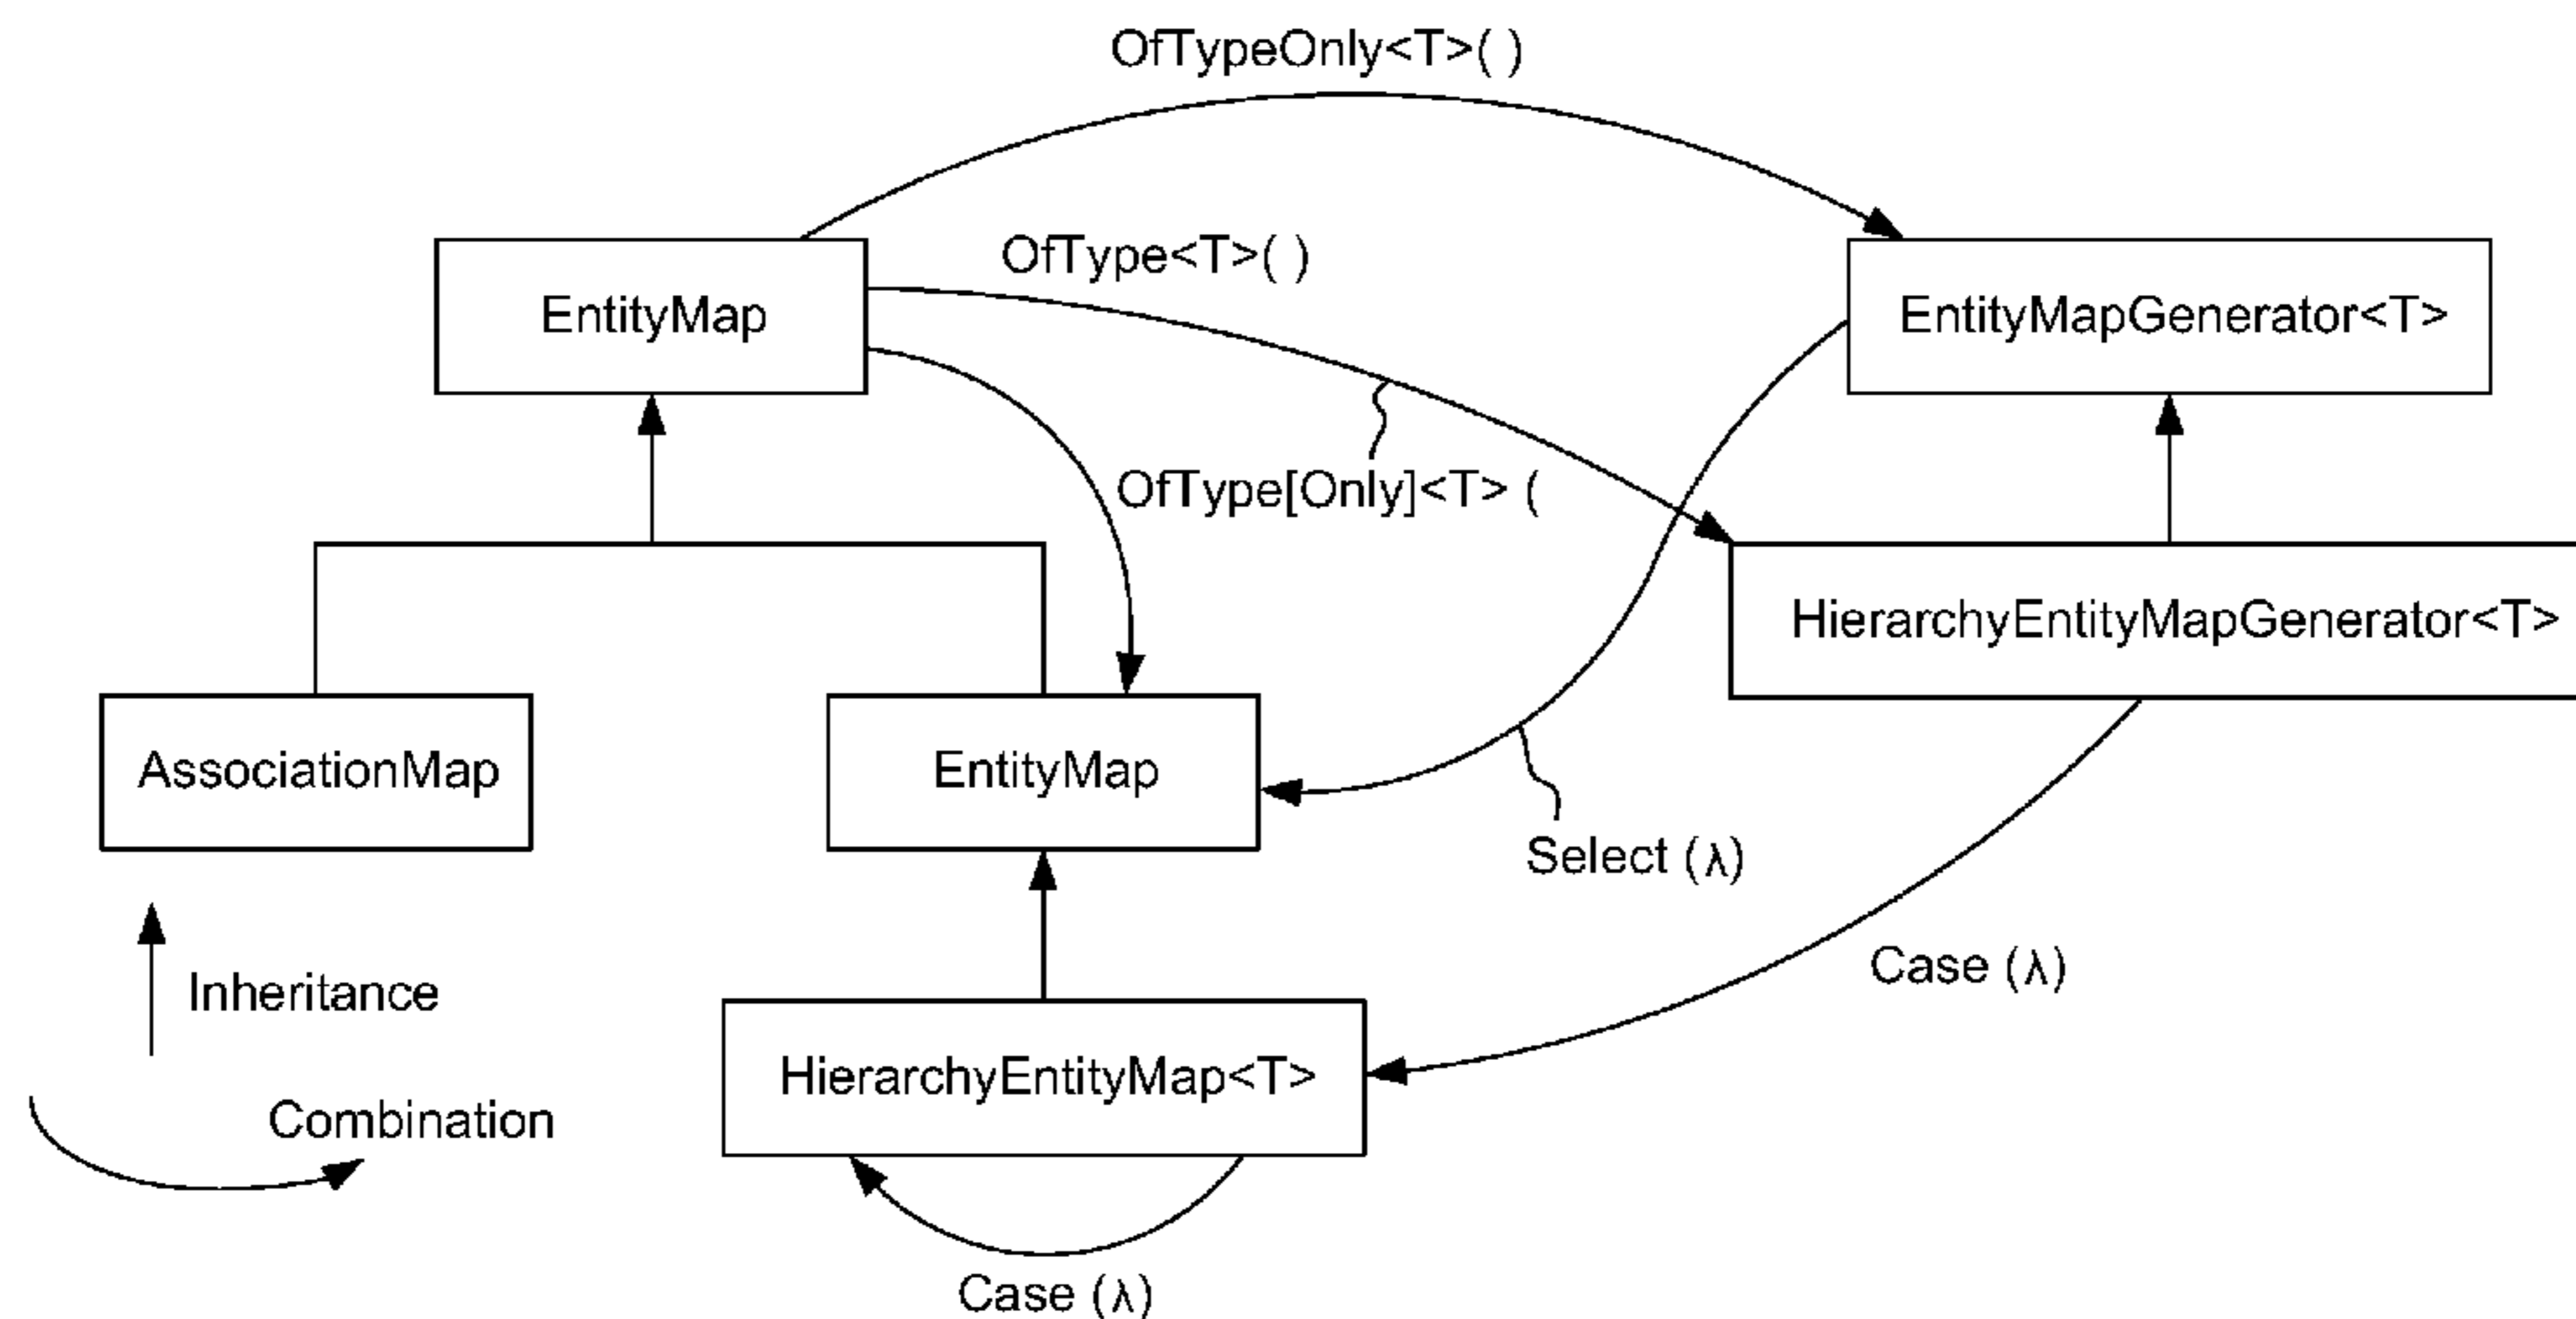 OfTypeOnly<T>( )
OfType<T>( )
EntityMap
EntityMapGenerator<T>
OfType[Only]<T> (
HierarchyEntityMapGenerator<T>
AssociationMap
EntityMap
Select (λ)
Case (λ)
Inheritance
HierarchyEntityMap<T>
Combination
Case (λ)